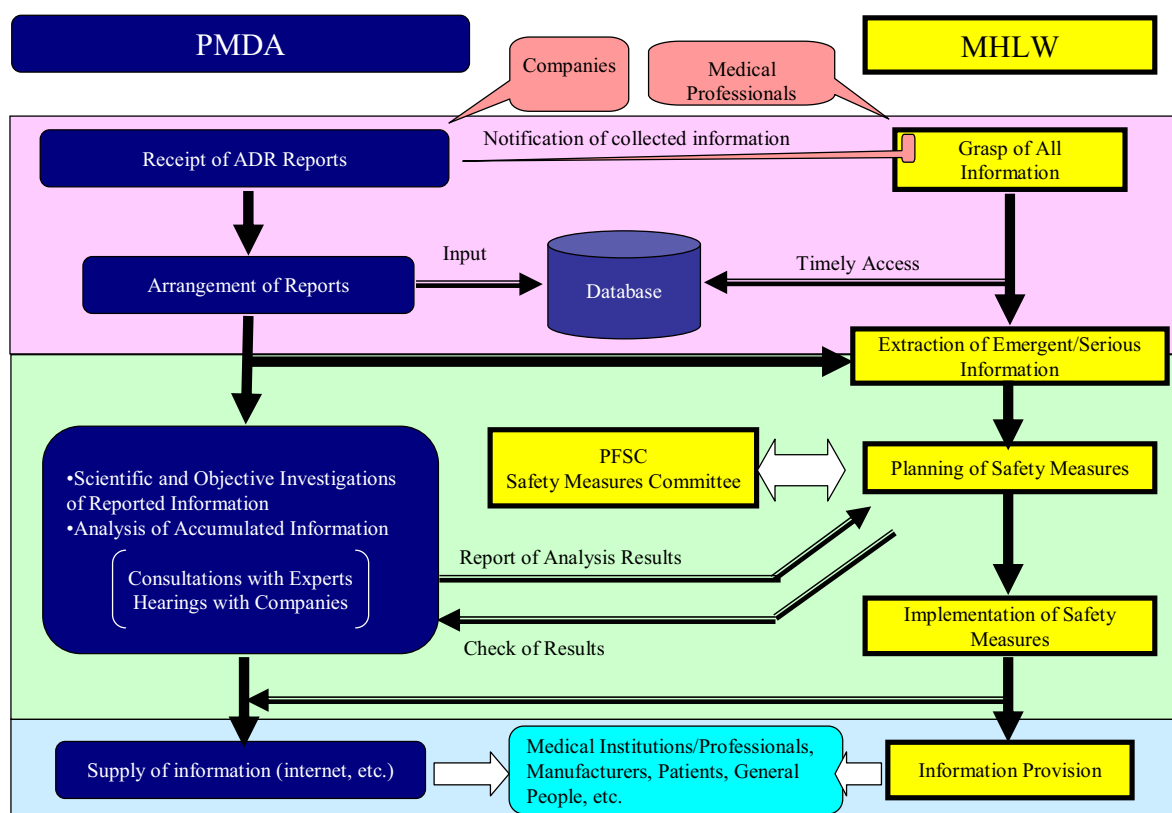 PMDA
MHLW
Companies
Medical
Professionals
Notification of collected information
Receipt of ADR Reports
Grasp of All
Information
Input
Timely Access
Arrangement of Reports
Database
Extraction of Emergent/Serious
Information
•Scientific and Objective Investigations
of Reported Information
•Analysis of Accumulated Information
Consultations with Experts
Hearings with Companies
PFSC
Safety Measures Committee
Planning of Safety Measures
Report of Analysis Results
Check of Results
Implementation of Safety
Measures
Supply of information (internet, etc.)
Medical Institutions/Professionals,
Manufacturers, Patients, General
People, etc.
Information Provision